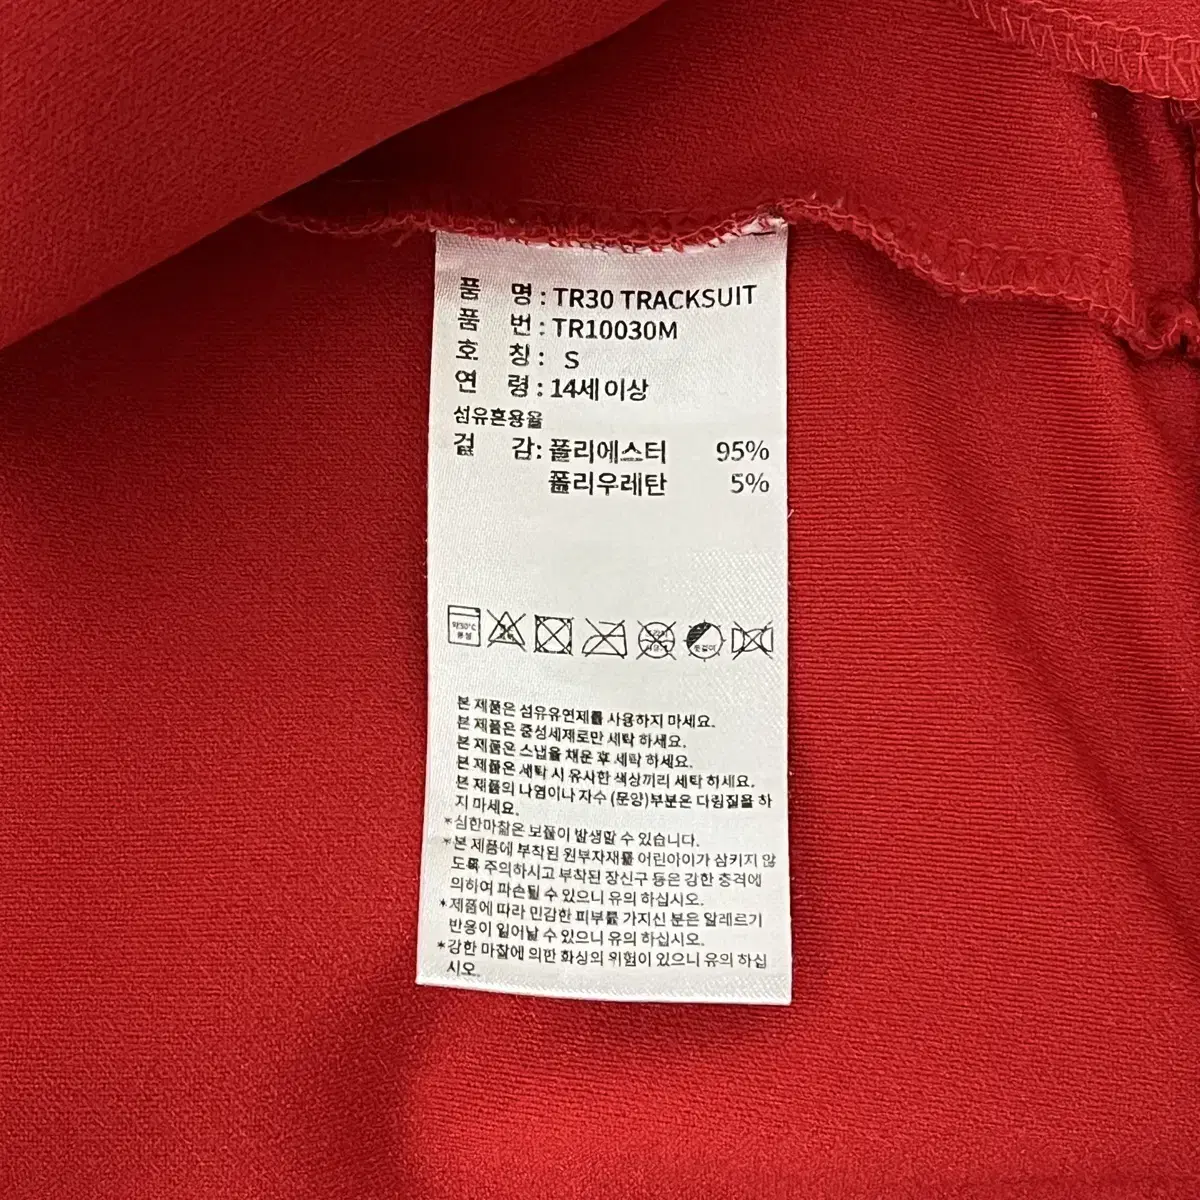 품 명 : TR30 TRACKSUIT
품 번 : TR10030M
호 칭 : S
연 령 : 14세이상
섬유혼용율
겉 감: 폴리에스터 95%
폴리우레탄 5%
약30℃
중성
옷걸이
본 제품은 섬유유연제를 사용하지 마세요.
본 제품은 중성세제로만 세탁 하세요.
본 제품은 스냅을 채운 후 세탁 하세요.
본 제품은 세탁 시 유사한 색상끼리 세탁 하세요.
본 제품의 나염이나 자수 (문양)부분은 다림질을 하
지 마세요.
*심한마찰은 보풀이 발생할 수 있습니다.
*본 제품에 부착된 원부자재를 어린아이가 삼키지 않
도록 주의하시고 부착된 장신구 등은 강한 충격에
의하여 파손될 수 있으니 유의 하십시오.
*제품에 따라 민감한 피부를 가지신 분은 알레르기
반응이 일어날 수 있으니 유의 하십시오.
*강한 마찰에 의한 화상의 위험이 있으니 유의 하십
시오.